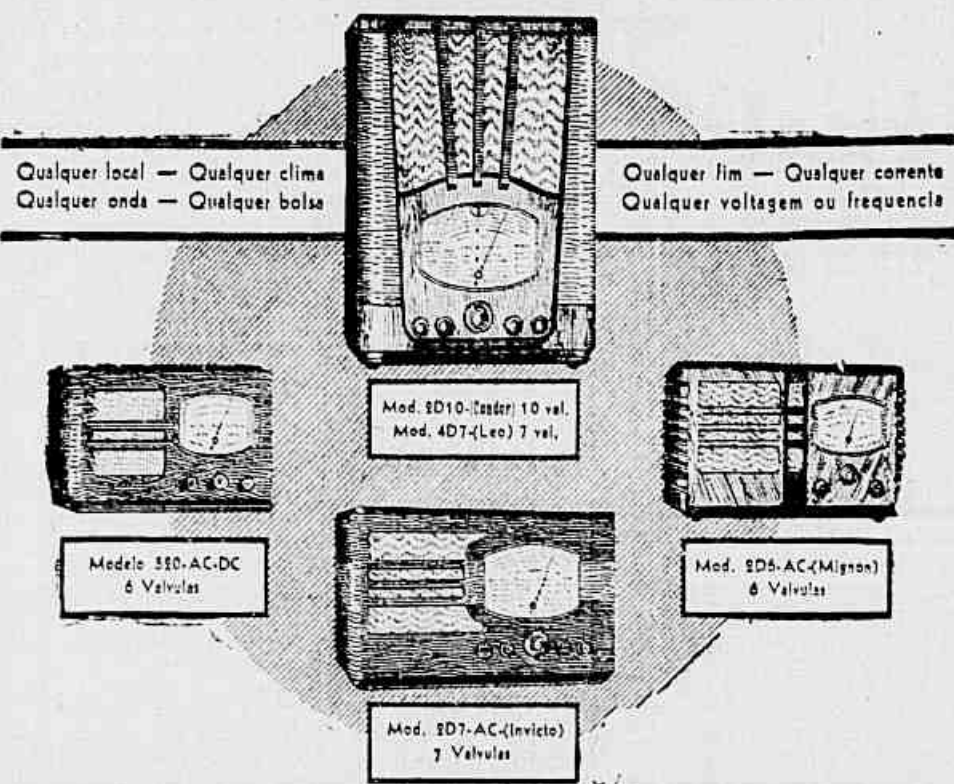 Qualquer local — Qualquer clima
Qualquer onda — Qualquer bolsa
Qualquer fim — Qualquer corrente
Qualquer voltagem ou frequencia
Mod. 2D10-(Condor) 10 val.
Mod. 4D7-(Leo) 7 val.
Modelo 320-AC-DC
6 Valvulas
Mod. 2D6-AC-(Mignon)
6 Valvulas
Mod. 2D7-AC-(Invicto)
7 Valvulas